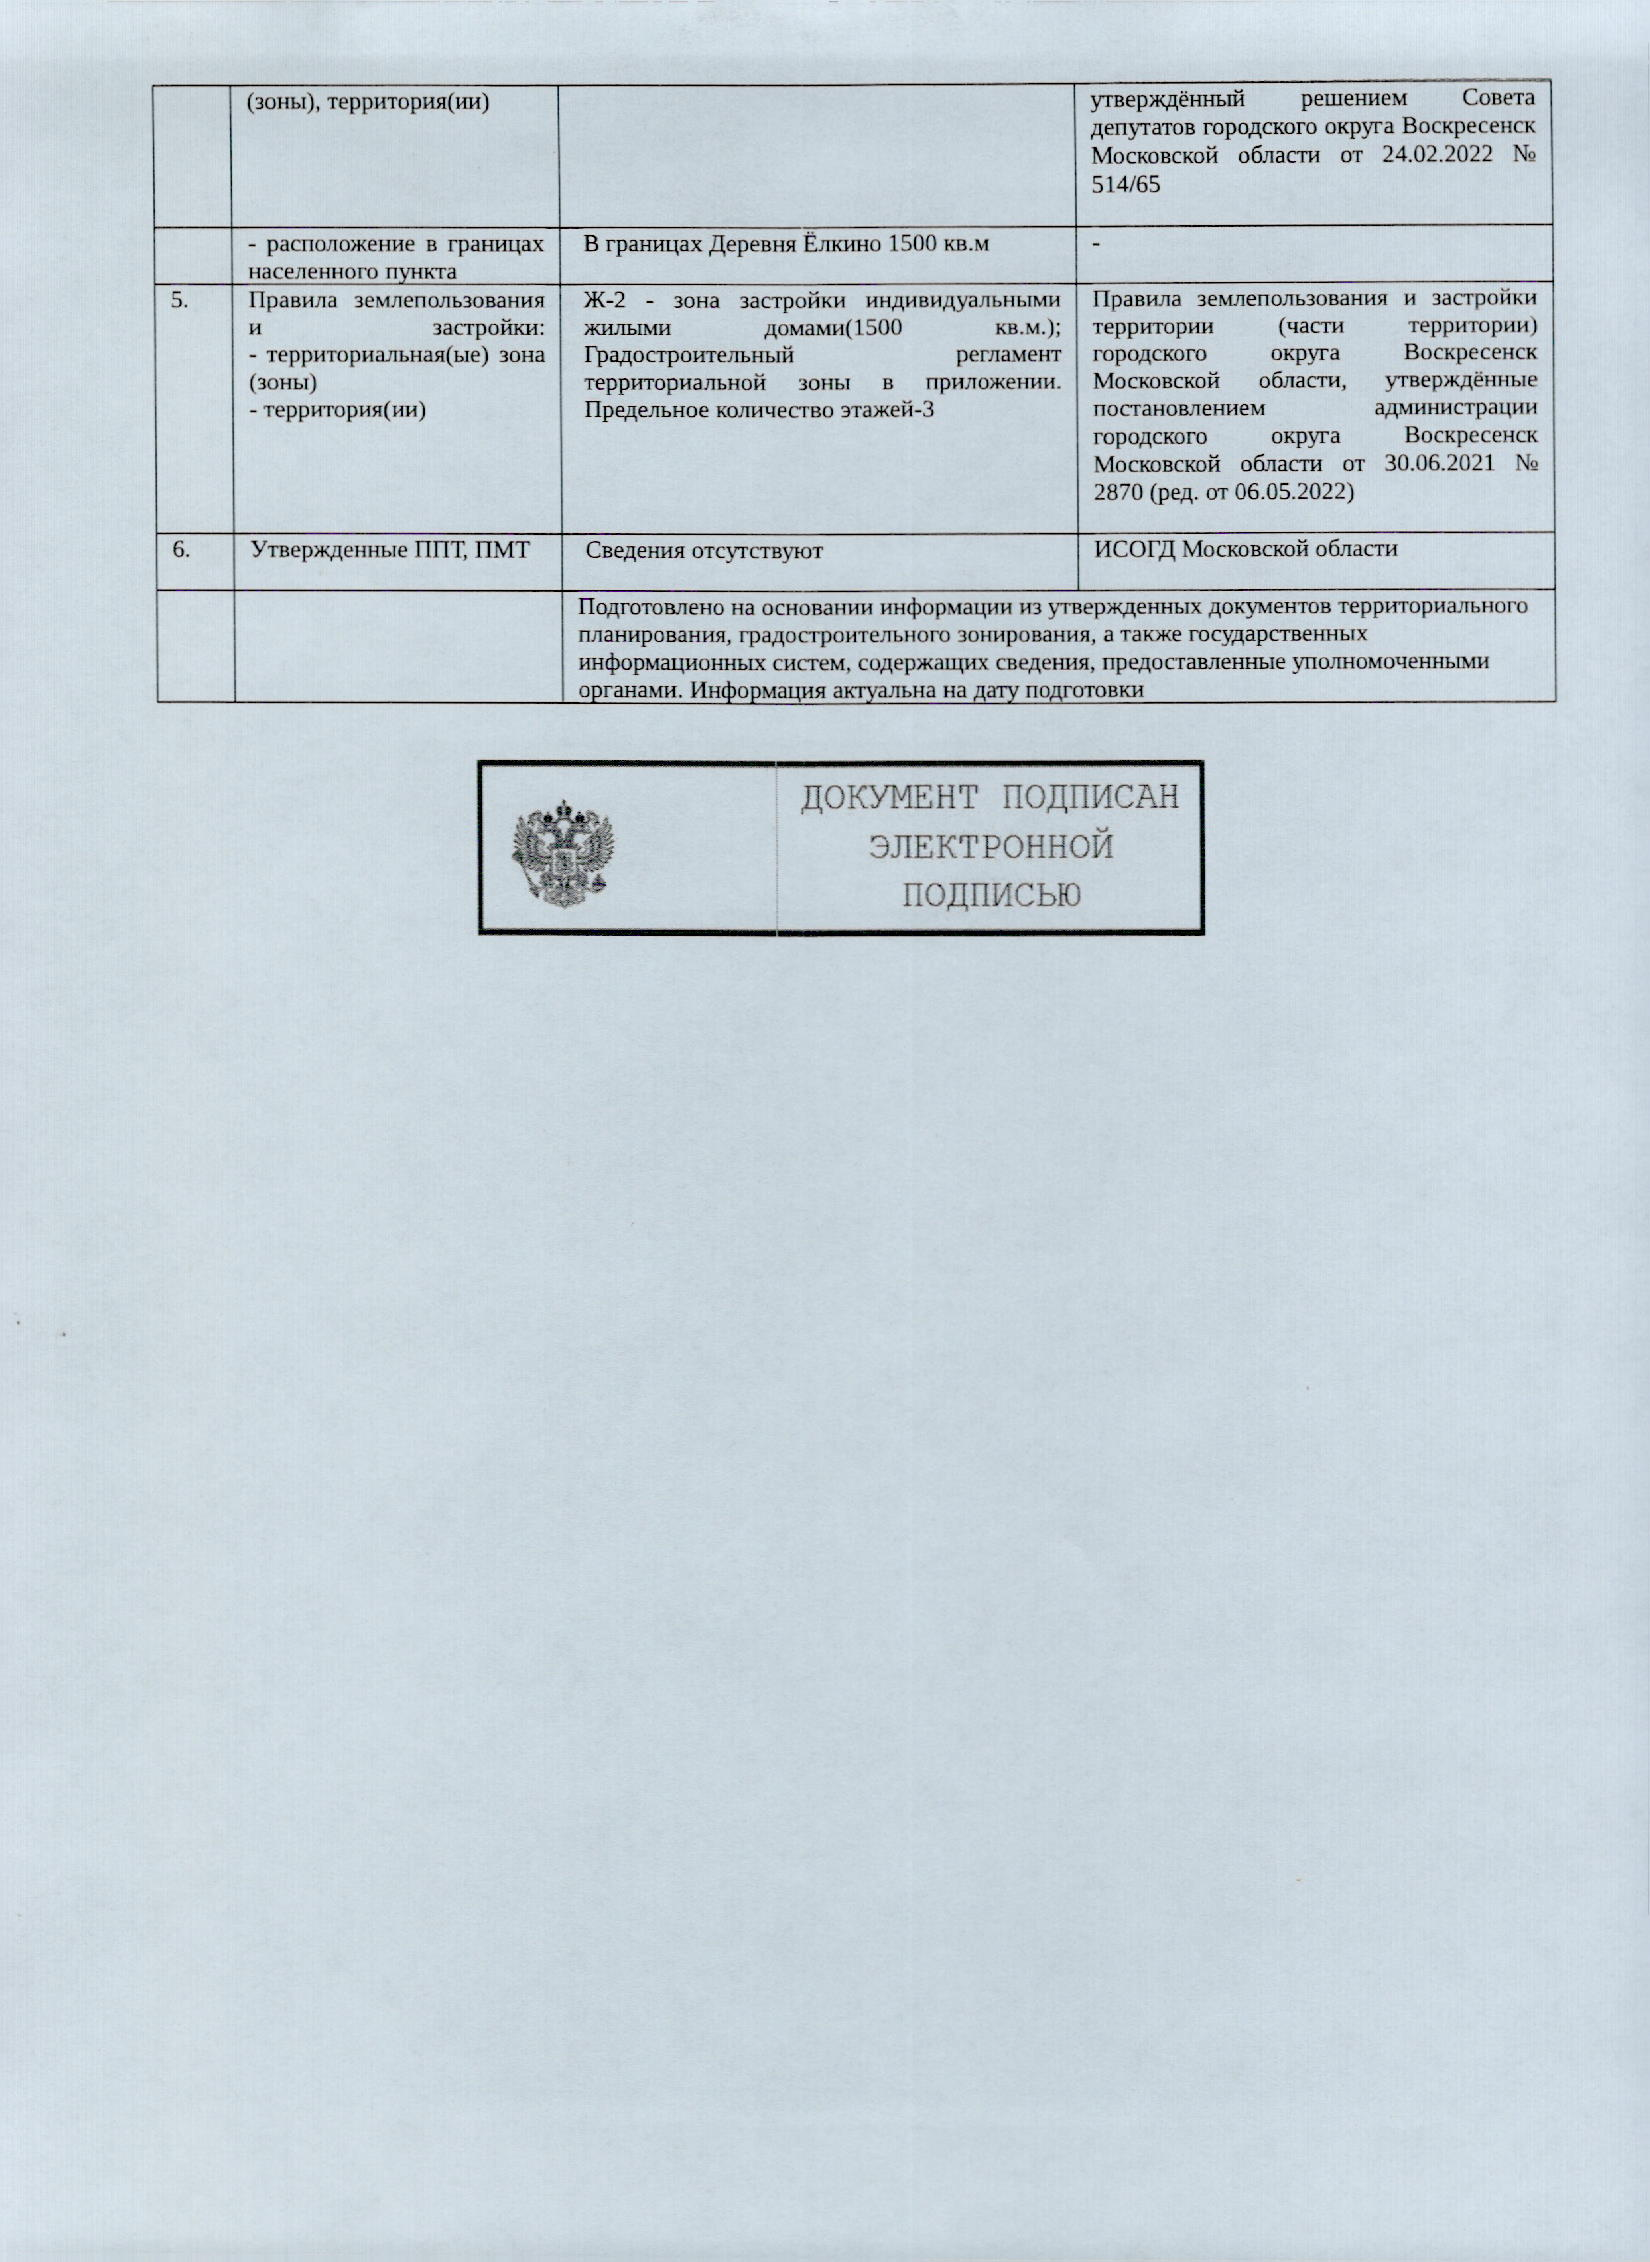 (зоны), территория(ии)
утверждённый решением Совета
депутатов городского округа Воскресенск
Московской области от 24.02.2022 №
514/65
- расположение в границах
населенного пункта
В границах Деревня Ёлкино 1500 кв.м
-
5.
Правила землепользования
и застройки:
- территориальная(ые) зона
(зоны)
- территория(ии)
Ж-2 - зона застройки индивидуальными
жилыми домами(1500 кв.м.);
Градостроительный регламент
территориальной зоны в приложении.
Предельное количество этажей-3
Правила землепользования и застройки
территории (части территории)
городского округа Воскресенск
Московской области, утверждённые
постановлением администрации
городского округа Воскресенск
Московской области от 30.06.2021 №
2870 (ред. от 06.05.2022)
6.
Утвержденные ППТ, ПМТ
Сведения отсутствуют
ИСОГД Московской области
Подготовлено на основании информации из утвержденных документов территориального
планирования, градостроительного зонирования, а также государственных
информационных систем, содержащих сведения, предоставленные уполномоченными
органами. Информация актуальна на дату подготовки
ДОКУМЕНТ ПОДПИСАН
ЭЛЕКТРОННОЙ
ПОДПИСЬЮ